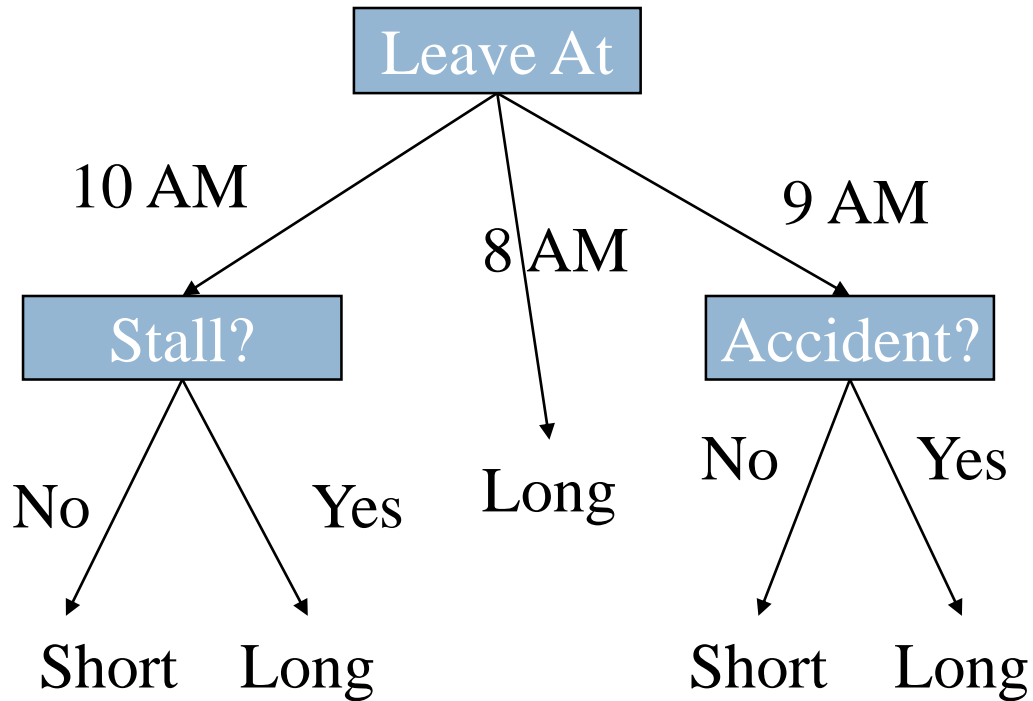 Leave At
10 AM
8 AM
9 AM
Stall?
Accident?
No
Yes
Long
No
Yes
Short
Long
Short
Long